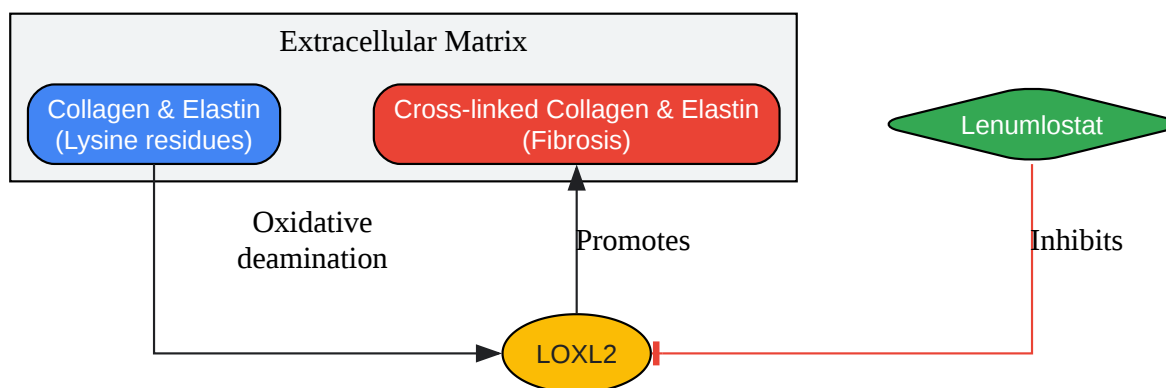 Extracellular Matrix
Collagen & Elastin
(Lysine residues)
Cross-linked Collagen & Elastin
(Fibrosis)
Lenumlostat
Oxidative
deamination
Promotes
Inhibits
LOXL2